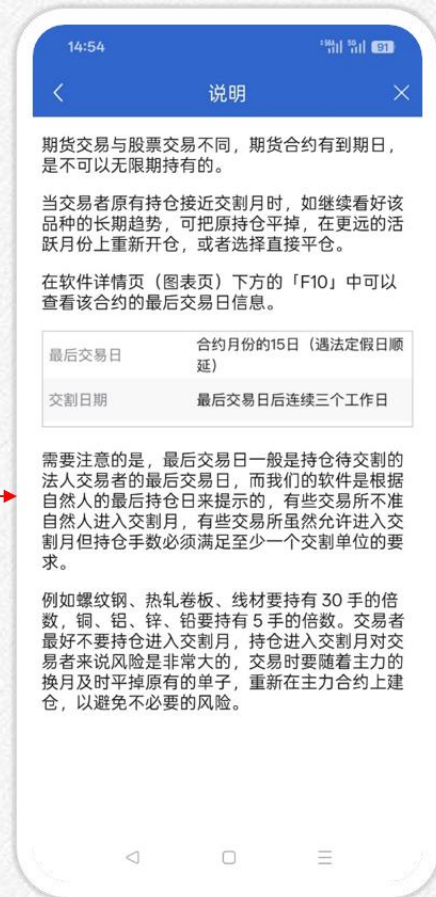 14:54
56A 5G 91
说明
期货交易与股票交易不同，期货合约有到期日，
是不可以无限期持有的。
当交易者原有持仓接近交割月时，如继续看好该
品种的长期趋势，可把原持仓平掉，在更远的活
跃月份上重新开仓，或者选择直接平仓。
在软件详情页（图表页）下方的「F10」中可以
查看该合约的最后交易日信息。
最后交易日 合约月份的15日（遇法定假日顺
延）
交割日期 最后交易日后连续三个工作日
需要注意的是，最后交易日一般是持仓待交割的
法人交易者的最后交易日，而我们的软件是根据
自然人的最后持仓日来提示的，有些交易所不准
自然人进入交割月，有些交易所虽然允许进入交
割月但持仓手数必须满足至少一个交割单位的要
求。
例如螺纹钢、热轧卷板、线材要持有 30 手的倍
数，铜、铝、锌、铅要持有 5 手的倍数。交易者
最好不要持仓进入交割月，持仓进入交割月对交
易者来说风险是非常大的，交易时要随着主力的
换月及时平掉原有的单子，重新在主力合约上建
仓，以避免不必要的风险。